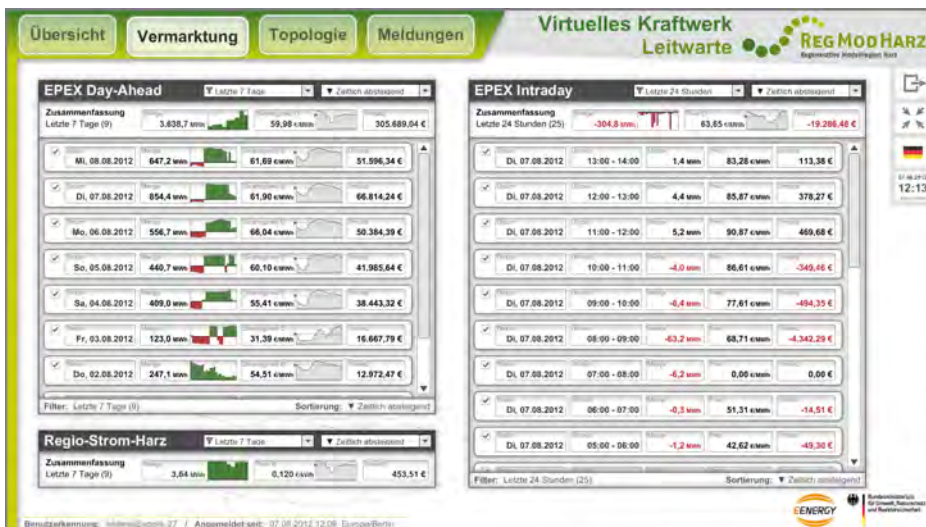 Übersicht
Vermarktung
Topologie
Meldungen
Virtuelles Kraftwerk
Leitwarte
REGMODHARZ
Regenerative Modellregion Harz
EPEX Day-Ahead
Letzte 7 Tage
▼ Zeitlich absteigend
Zusammenfassung
Letzte 7 Tage (9)
3.638,7 MWh
59,98 €/MWh
305.689,04 €
Mi, 08.08.2012 647,2 MWh 61,69 €/MWh 51.596,34 €
Di, 07.08.2012 854,4 MWh 61,90 €/MWh 66.814,24 €
Mo, 06.08.2012 556,7 MWh 66,04 €/MWh 50.384,39 €
So, 05.08.2012 440,7 MWh 60,10 €/MWh 41.985,64 €
Sa, 04.08.2012 409,0 MWh 55,41 €/MWh 38.443,32 €
Fr, 03.08.2012 123,0 MWh 31,39 €/MWh 16.667,79 €
Do, 02.08.2012 247,1 MWh 54,51 €/MWh 12.972,47 €
Filter: Letzte 7 Tage (9)
Sortierung: ▼ Zeitlich absteigend
Regio-Strom-Harz
Letzte 7 Tage
▼ Zeitlich absteigend
Zusammenfassung
Letzte 7 Tage (9)
3,64 MWh
0,120 €/kWh
453,51 €
EPEX Intraday
Letzte 24 Stunden
▼ Zeitlich absteigend
Zusammenfassung
Letzte 24 Stunden (25)
-304,8 MWh
63,65 €/MWh
-19.286,48 €
Di, 07.08.2012 13:00 - 14:00 1,4 MWh 83,28 €/MWh 113,38 €
Di, 07.08.2012 12:00 - 13:00 4,4 MWh 85,87 €/MWh 378,27 €
Di, 07.08.2012 11:00 - 12:00 5,2 MWh 90,87 €/MWh 469,68 €
Di, 07.08.2012 10:00 - 11:00 -4,0 MWh 86,61 €/MWh -349,46 €
Di, 07.08.2012 09:00 - 10:00 -6,4 MWh 77,61 €/MWh -494,35 €
Di, 07.08.2012 08:00 - 09:00 -63,2 MWh 68,71 €/MWh -4.342,29 €
Di, 07.08.2012 07:00 - 08:00 -6,2 MWh 0,00 €/MWh 0,00 €
Di, 07.08.2012 06:00 - 07:00 -0,3 MWh 51,31 €/MWh -14,51 €
Di, 07.08.2012 05:00 - 06:00 -1,2 MWh 42,62 €/MWh -49,30 €
Filter: Letzte 24 Stunden (25)
Sortierung: ▼ Zeitlich absteigend
07.08.2012
12:13
EENERGY
Bundesministerium
für Umwelt, Naturschutz
und Reaktorsicherheit
Benutzerkennung: / Angemeldet seit: 07.08.2012 12:09 Europe/Berlin